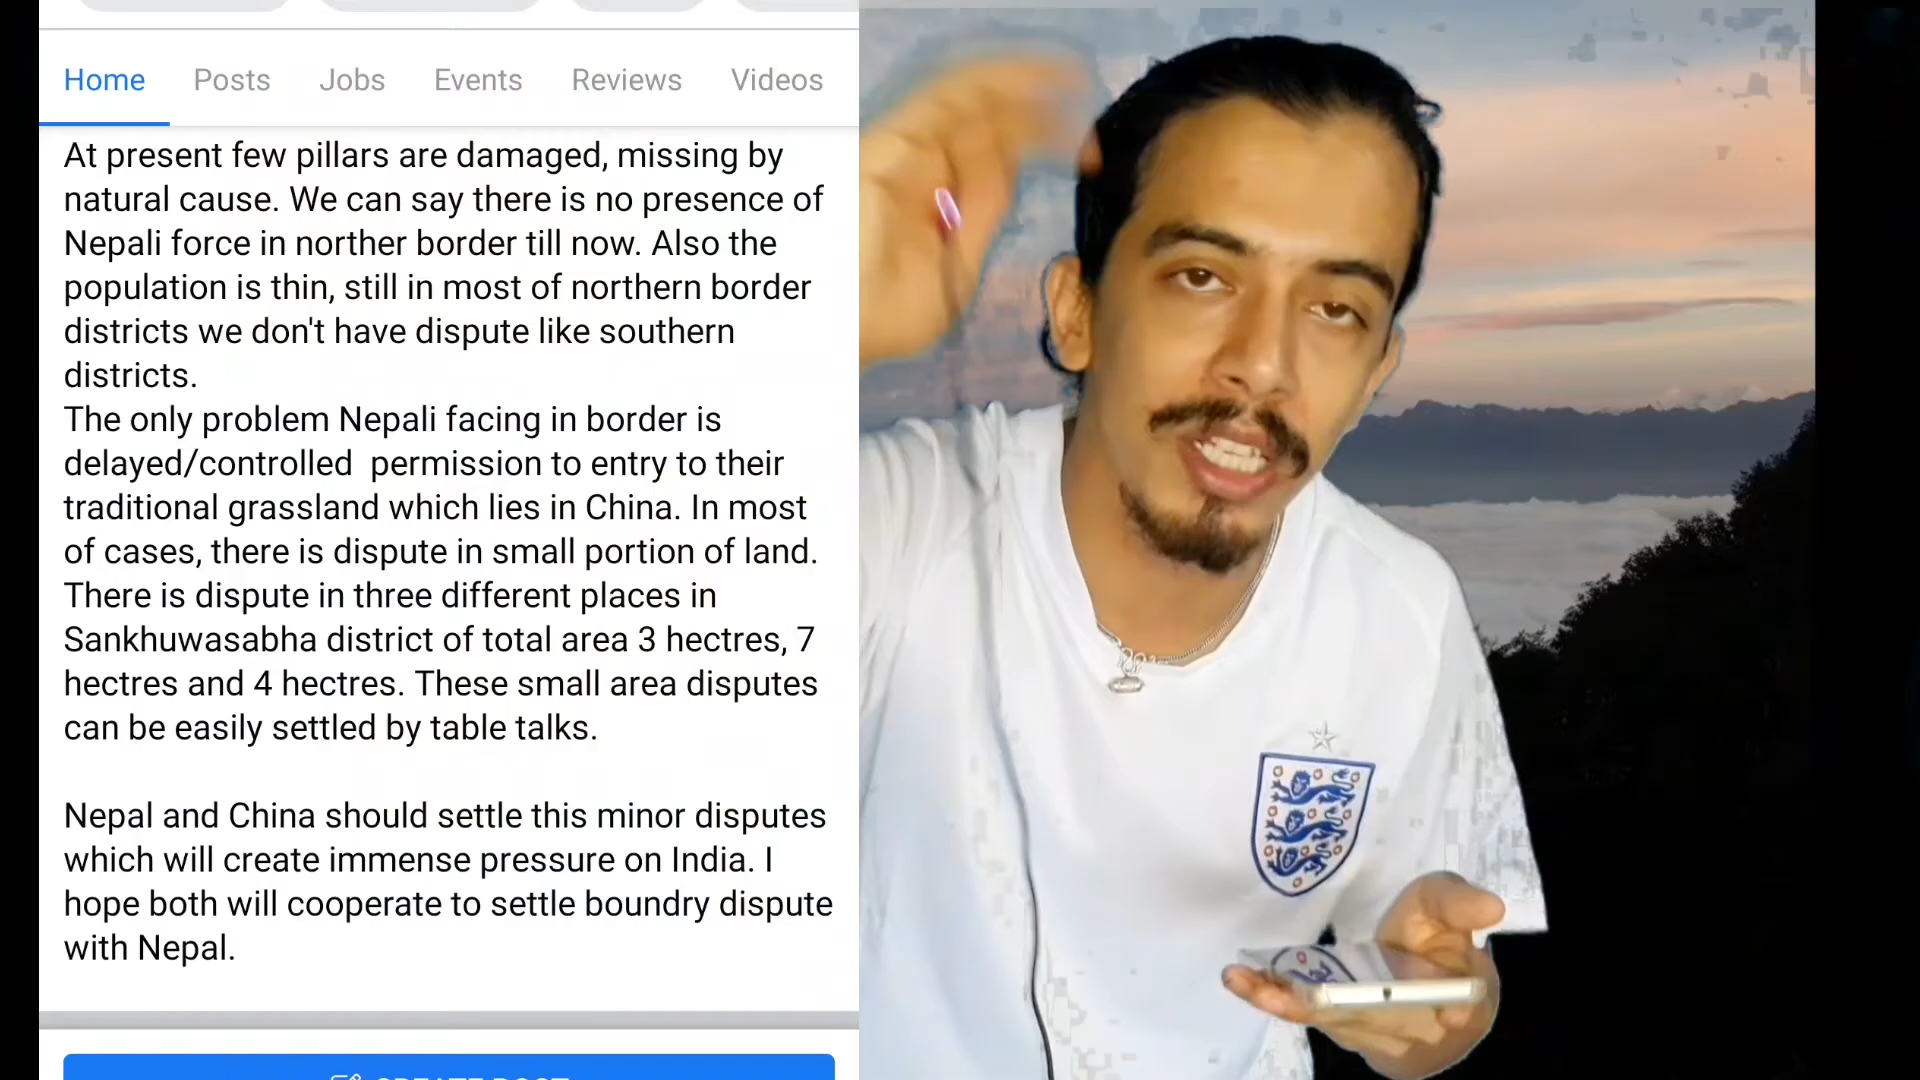 Home Posts Jobs Events Reviews Videos
At present few pillars are damaged, missing by
natural cause. We can say there is no presence of
Nepali force in norther border till now. Also the
population is thin, still in most of northern border
districts we don't have dispute like southern
districts.
The only problem Nepali facing in border is
delayed/controlled  permission to entry to their
traditional grassland which lies in China. In most
of cases, there is dispute in small portion of land.
There is dispute in three different places in
Sankhuwasabha district of total area 3 hectres, 7
hectres and 4 hectres. These small area disputes
can be easily settled by table talks.
Nepal and China should settle this minor disputes
which will create immense pressure on India. I
hope both will cooperate to settle boundry dispute
with Nepal.
CREATE POST